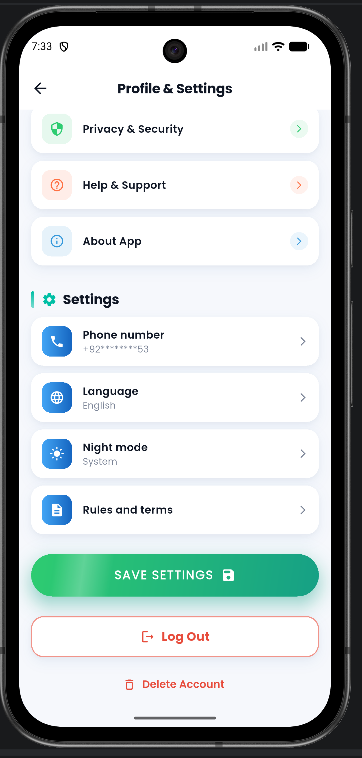 7:33
Profile & Settings
Privacy & Security
Help & Support
About App
Settings
Phone number
+92********53
Language
English
Night mode
System
Rules and terms
SAVE SETTINGS
Log Out
Delete Account